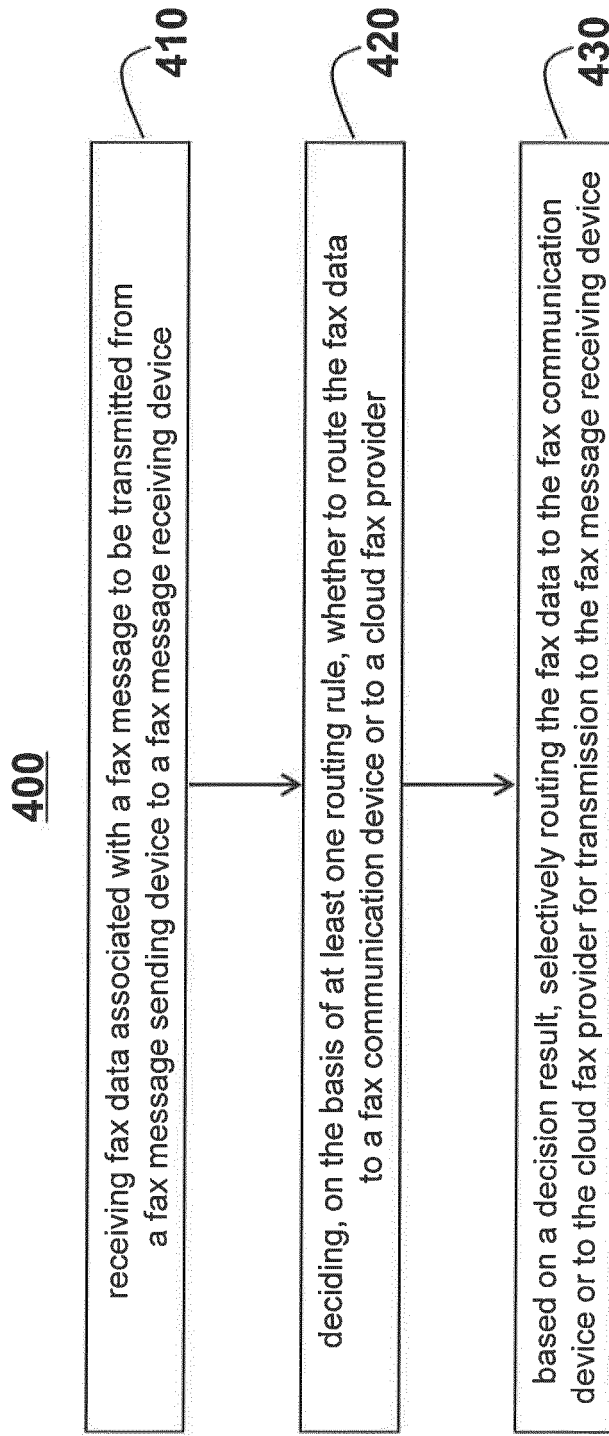 400
receiving fax data associated with a fax message to be transmitted from
a fax message sending device to a fax message receiving device
410
deciding, on the basis of at least one routing rule, whether to route the fax data
to a fax communication device or to a cloud fax provider
420
based on a decision result, selectively routing the fax data to the fax communication
device or to the cloud fax provider for transmission to the fax message receiving device
430